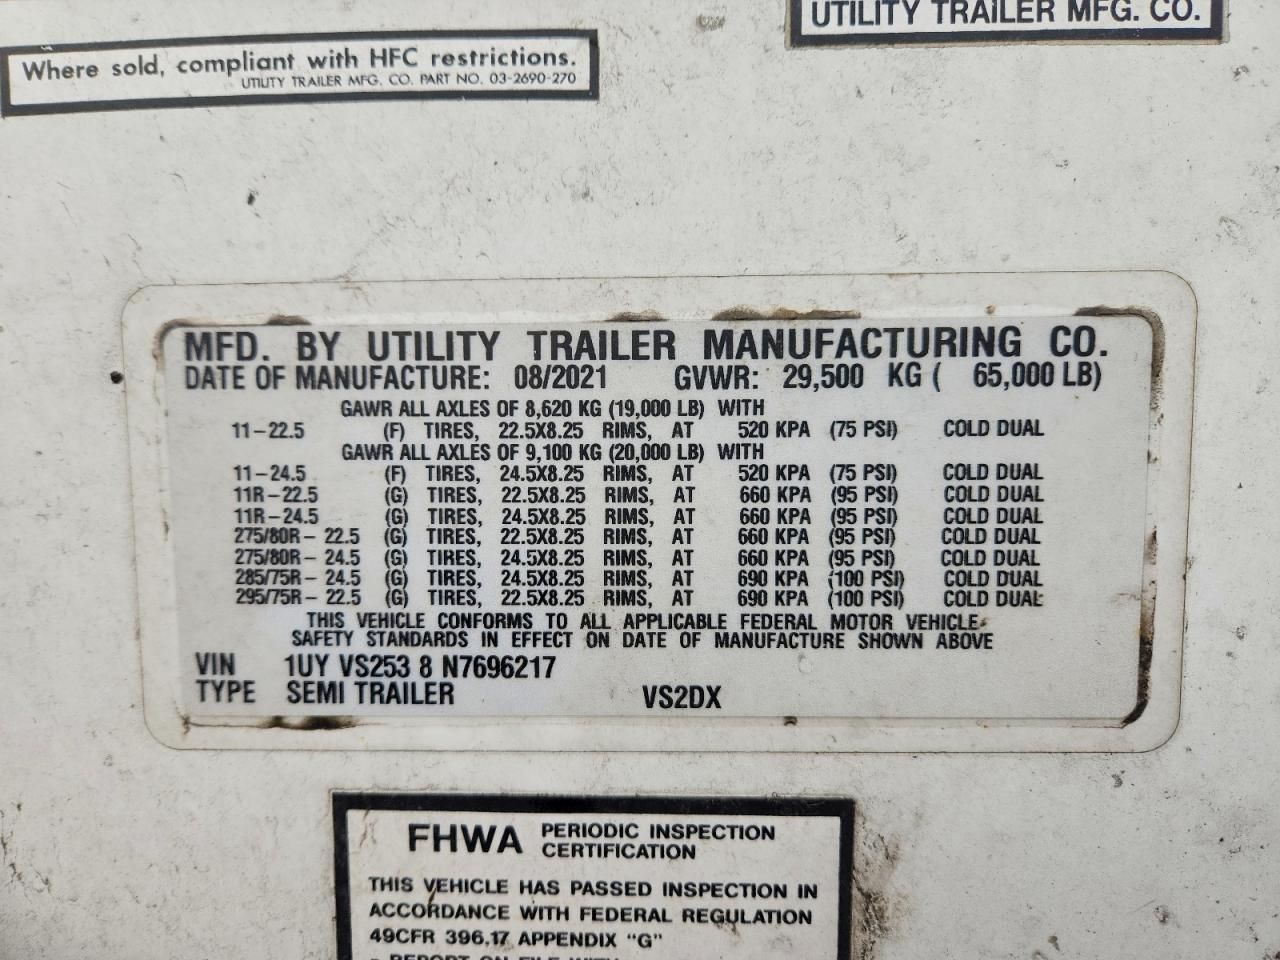 UTILITY TRAILER MFG. CO.
Where sold, compliant with HFC restrictions.
UTILITY TRAILER MFG. CO. PART NO. 03-2690-270
MFD. BY UTILITY TRAILER MANUFACTURING CO.
DATE OF MANUFACTURE: 08/2021 GVWR: 29,500 KG ( 65,000 LB)
GAWR ALL AXLES OF 8,620 KG (19,000 LB) WITH
11-22.5 (F) TIRES, 22.5X8.25 RIMS, AT 520 KPA (75 PSI) COLD DUAL
GAWR ALL AXLES OF 9,100 KG (20,000 LB) WITH
11-24.5 (F) TIRES, 24.5X8.25 RIMS, AT 520 KPA (75 PSI) COLD DUAL
11R-22.5 (G) TIRES, 22.5X8.25 RIMS, AT 660 KPA (95 PSI) COLD DUAL
11R-24.5 (G) TIRES, 24.5X8.25 RIMS, AT 660 KPA (95 PSI) COLD DUAL
275/80R- 22.5 (G) TIRES, 22.5X8.25 RIMS, AT 660 KPA (95 PSI) COLD DUAL
275/80R- 24.5 (G) TIRES, 24.5X8.25 RIMS, AT 660 KPA (95 PSI) COLD DUAL
285/75R- 24.5 (G) TIRES, 24.5X8.25 RIMS, AT 690 KPA (100 PSI) COLD DUAL
295/75R- 22.5 (G) TIRES, 22.5X8.25 RIMS, AT 690 KPA (100 PSI) COLD DUAL
THIS VEHICLE CONFORMS TO ALL APPLICABLE FEDERAL MOTOR VEHICLE
SAFETY STANDARDS IN EFFECT ON DATE OF MANUFACTURE SHOWN ABOVE
VIN 1UY VS253 8 N7696217
TYPE SEMI TRAILER VS2DX
FHWA PERIODIC INSPECTION
CERTIFICATION
THIS VEHICLE HAS PASSED INSPECTION IN
ACCORDANCE WITH FEDERAL REGULATION
49CFR 396.17 APPENDIX "G"
- REPORT ON FILE WITH